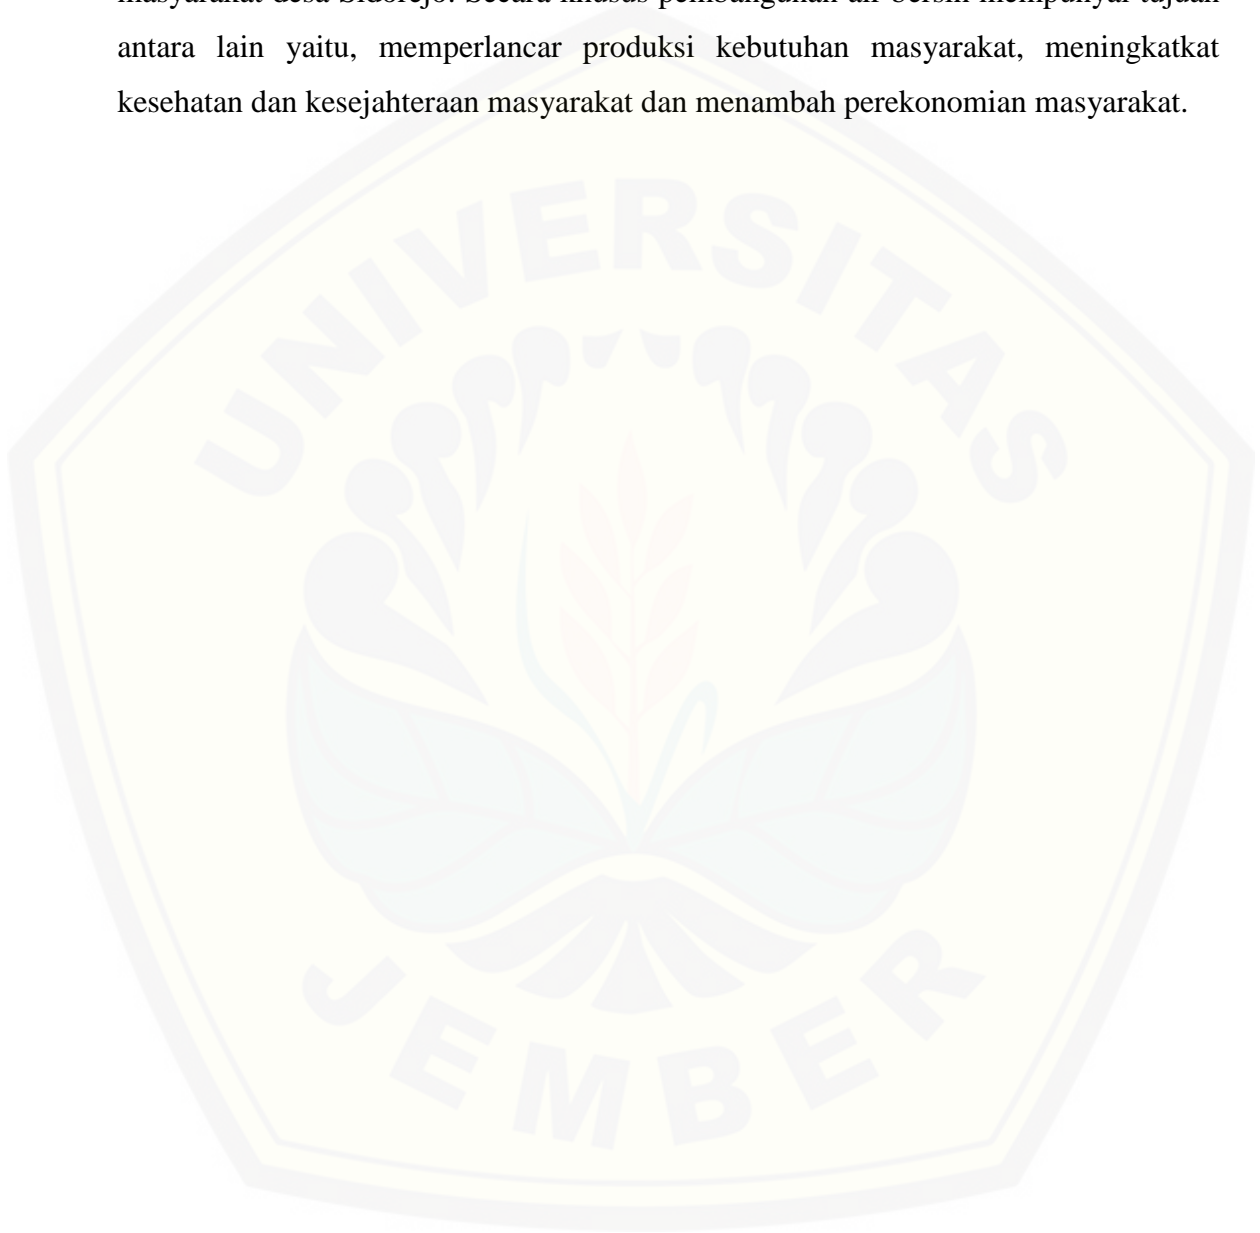 masyarakat desa Sidorejo. Secara khusus pembangunan air bersih mempunyai tujuan
antara lain yaitu, memperlancar produksi kebutuhan masyarakat, meningkatkat
kesehatan dan kesejahteraan masyarakat dan menambah perekonomian masyarakat.
UNIVERSITAS
JEMBER